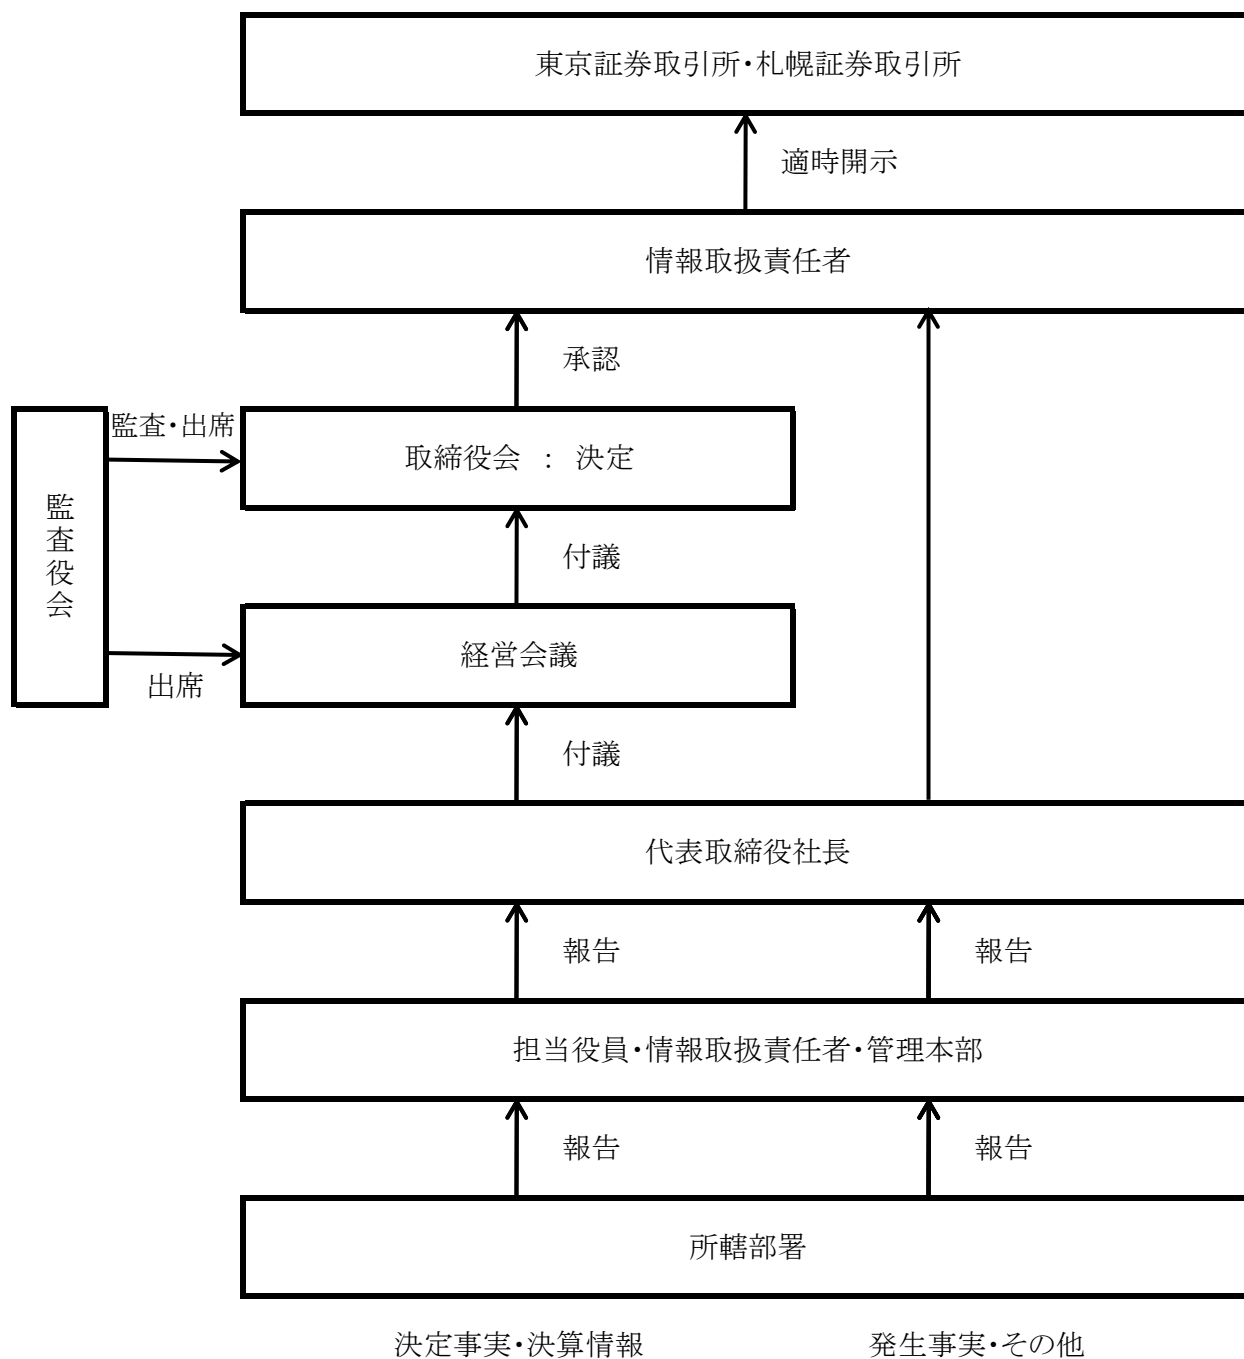 東京証券取引所・札幌証券取引所
適時開示
情報取扱責任者
承認
監査・出席
取締役会 : 決定
監査役会
付議
経営会議
出席
付議
代表取締役社長
報告
報告
担当役員・情報取扱責任者・管理本部
報告
報告
所轄部署
決定事実・決算情報
発生事実・その他